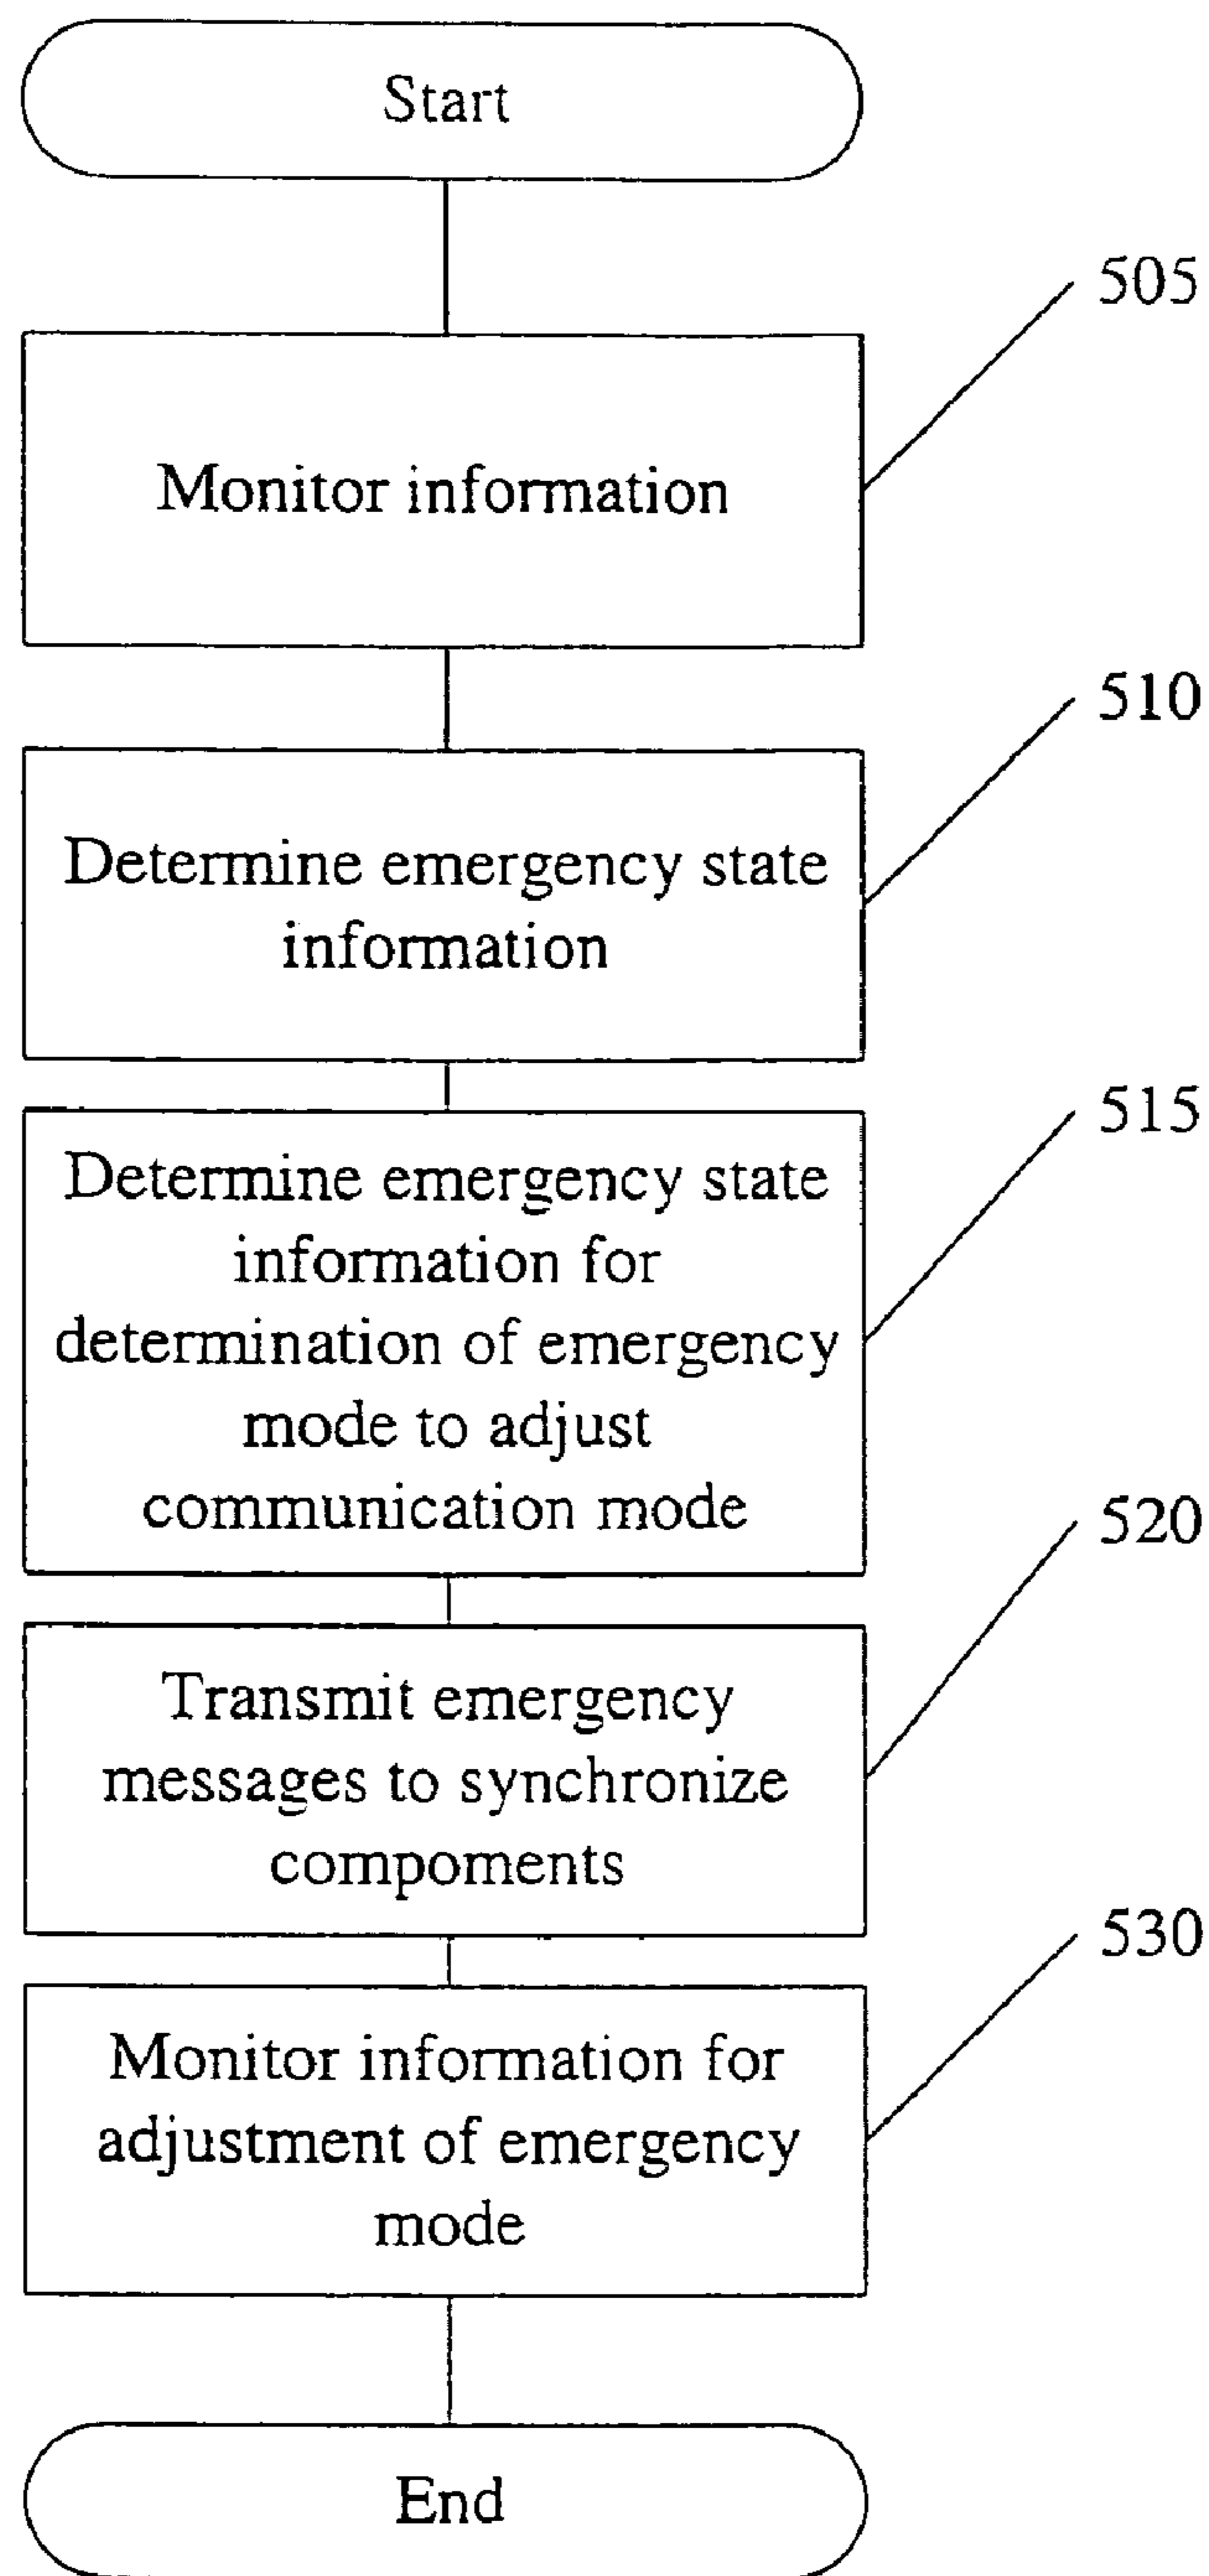 Start
505
Monitor information
510
Determine emergency state
information
515
Determine emergency state
information for
determination of emergency
mode to adjust
communication mode
520
Transmit emergency
messages to synchronize
compoments
530
Monitor information for
adjustment of emergency
mode
End